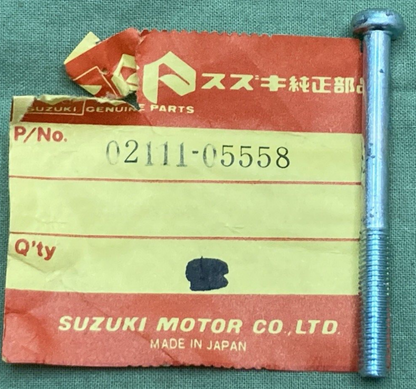 スズキ純正部品
SUZUKI GENUINE PARTS
P/No.
02111-05558
Q'ty
SUZUKI MOTOR CO.,LTD.
MADE IN JAPAN